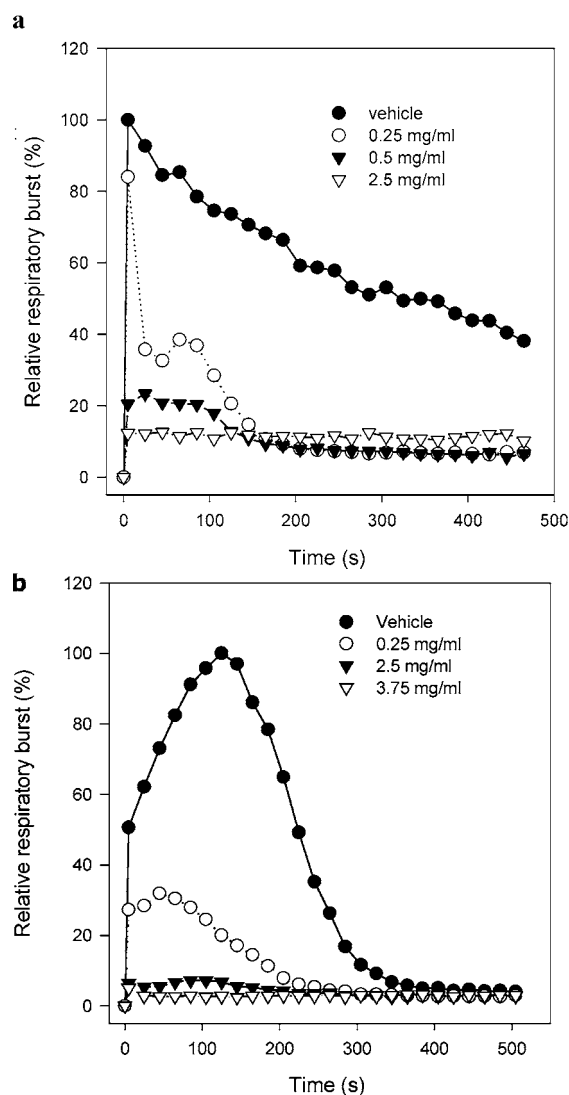 a
120
100
80
60
40
20
0
Relative respiratory burst (%)
vehicle
0.25 mg/ml
0.5 mg/ml
2.5 mg/ml
0 100 200 300 400 500
Time (s)
b
120
100
80
60
40
20
0
Relative respiratory burst (%)
Vehicle
0.25 mg/ml
2.5 mg/ml
3.75 mg/ml
0 100 200 300 400 500
Time (s)